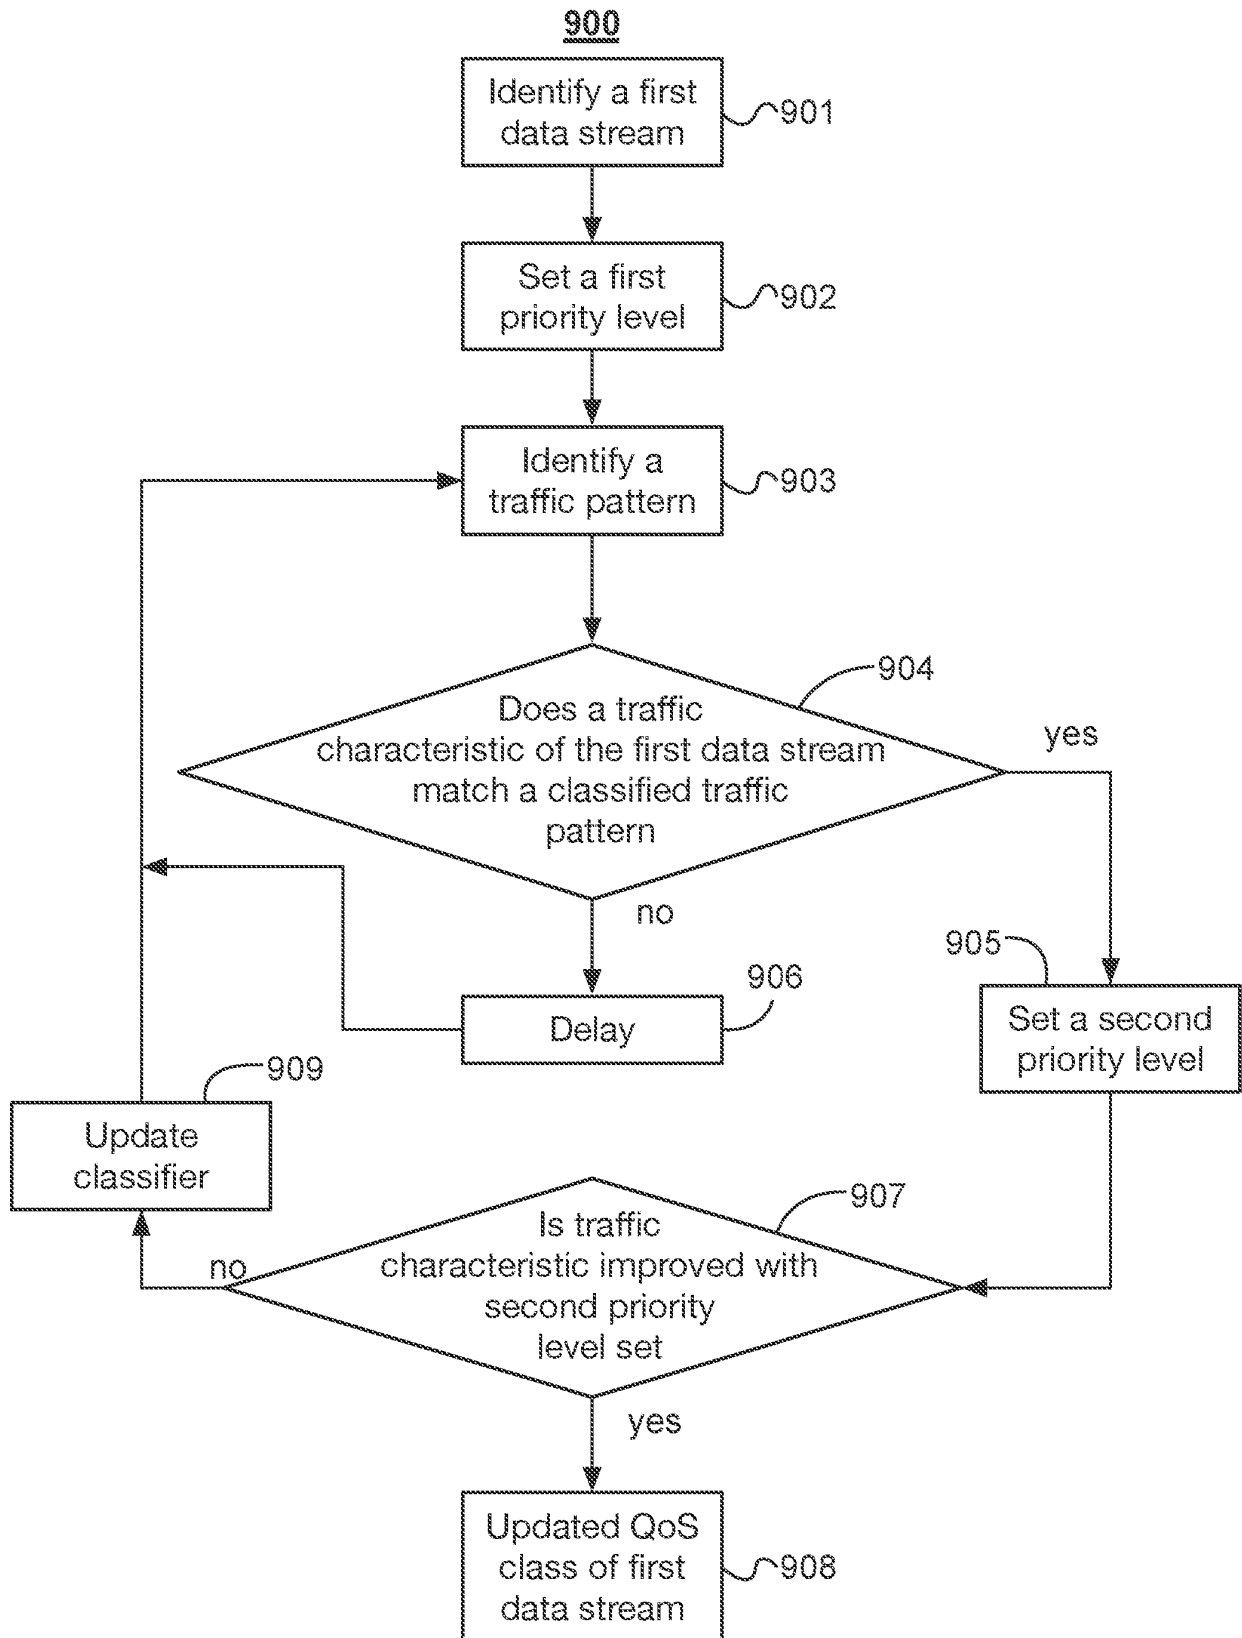 900
Identify a first
data stream
901
Set a first
priority level
902
Identify a
traffic pattern
903
904
Does a traffic
characteristic of the first data stream
match a classified traffic
pattern
yes
no
905
Set a second
priority level
906
Delay
909
Update
classifier
907
Is traffic
characteristic improved with
second priority
level set
no
yes
Updated QoS
class of first
data stream
908